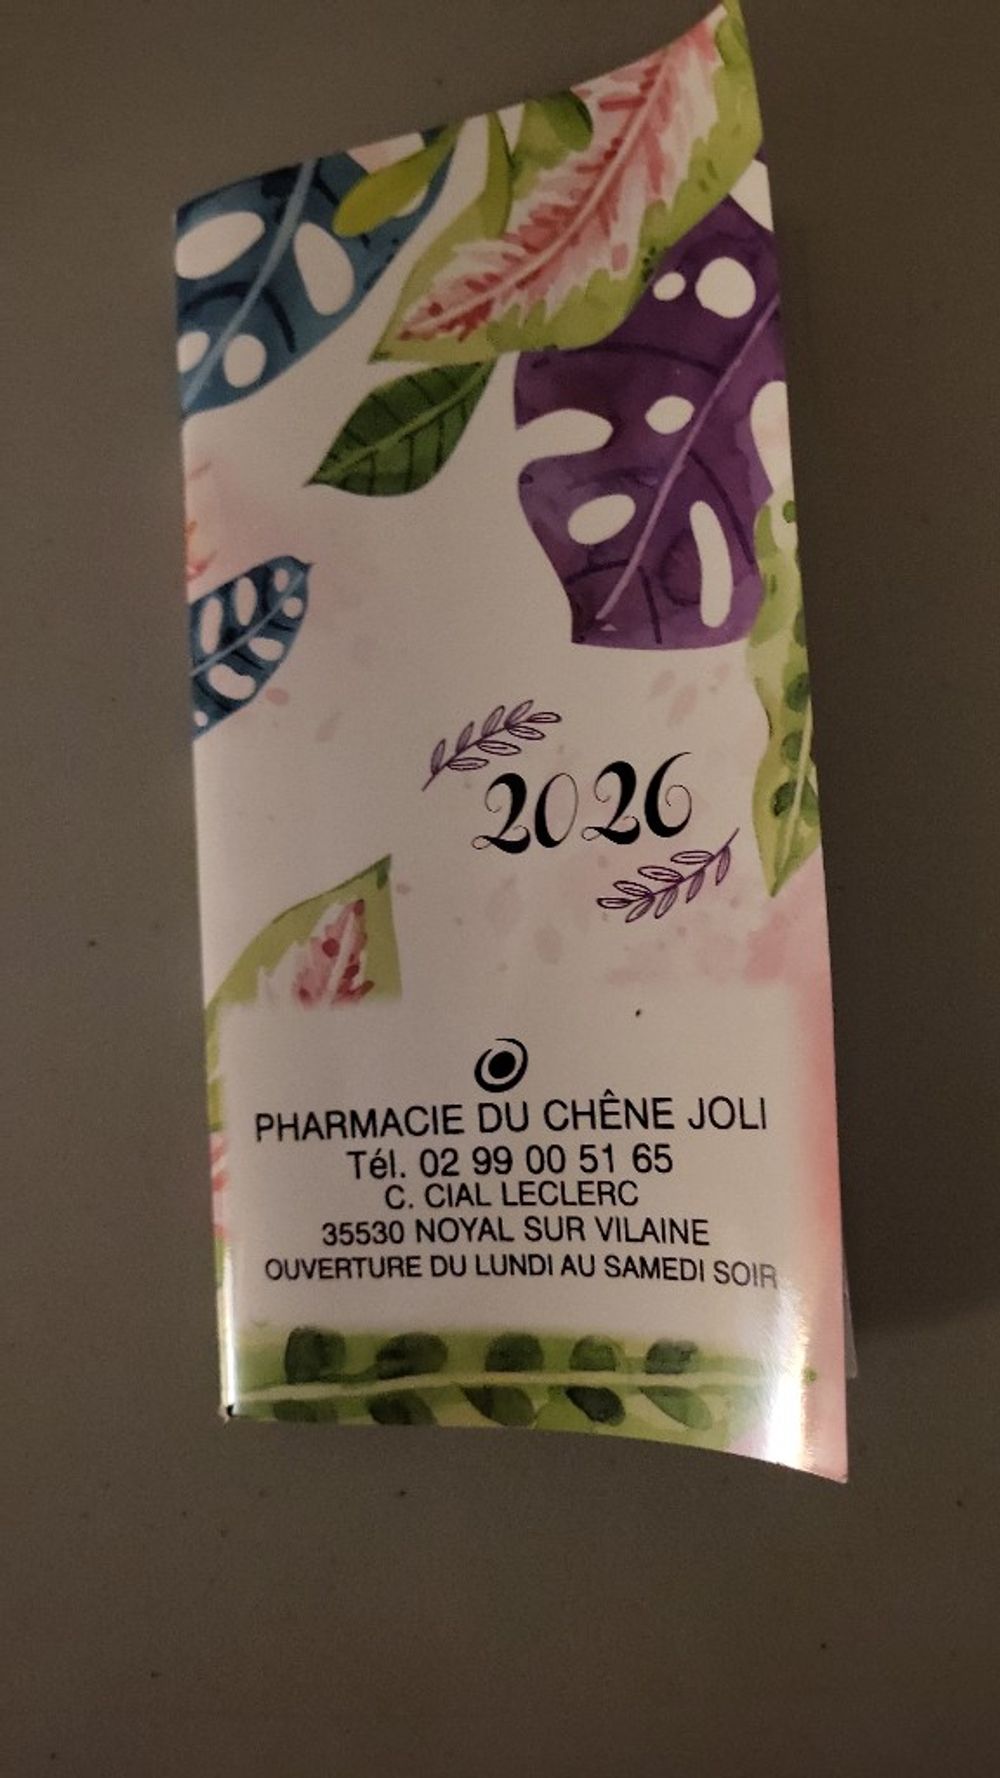 2026
PHARMACIE DU CHÊNE JOLI
Tél. 02 99 00 51 65
C. CIAL LECLERC
35530 NOYAL SUR VILAINE
OUVERTURE DU LUNDI AU SAMEDI SOIR